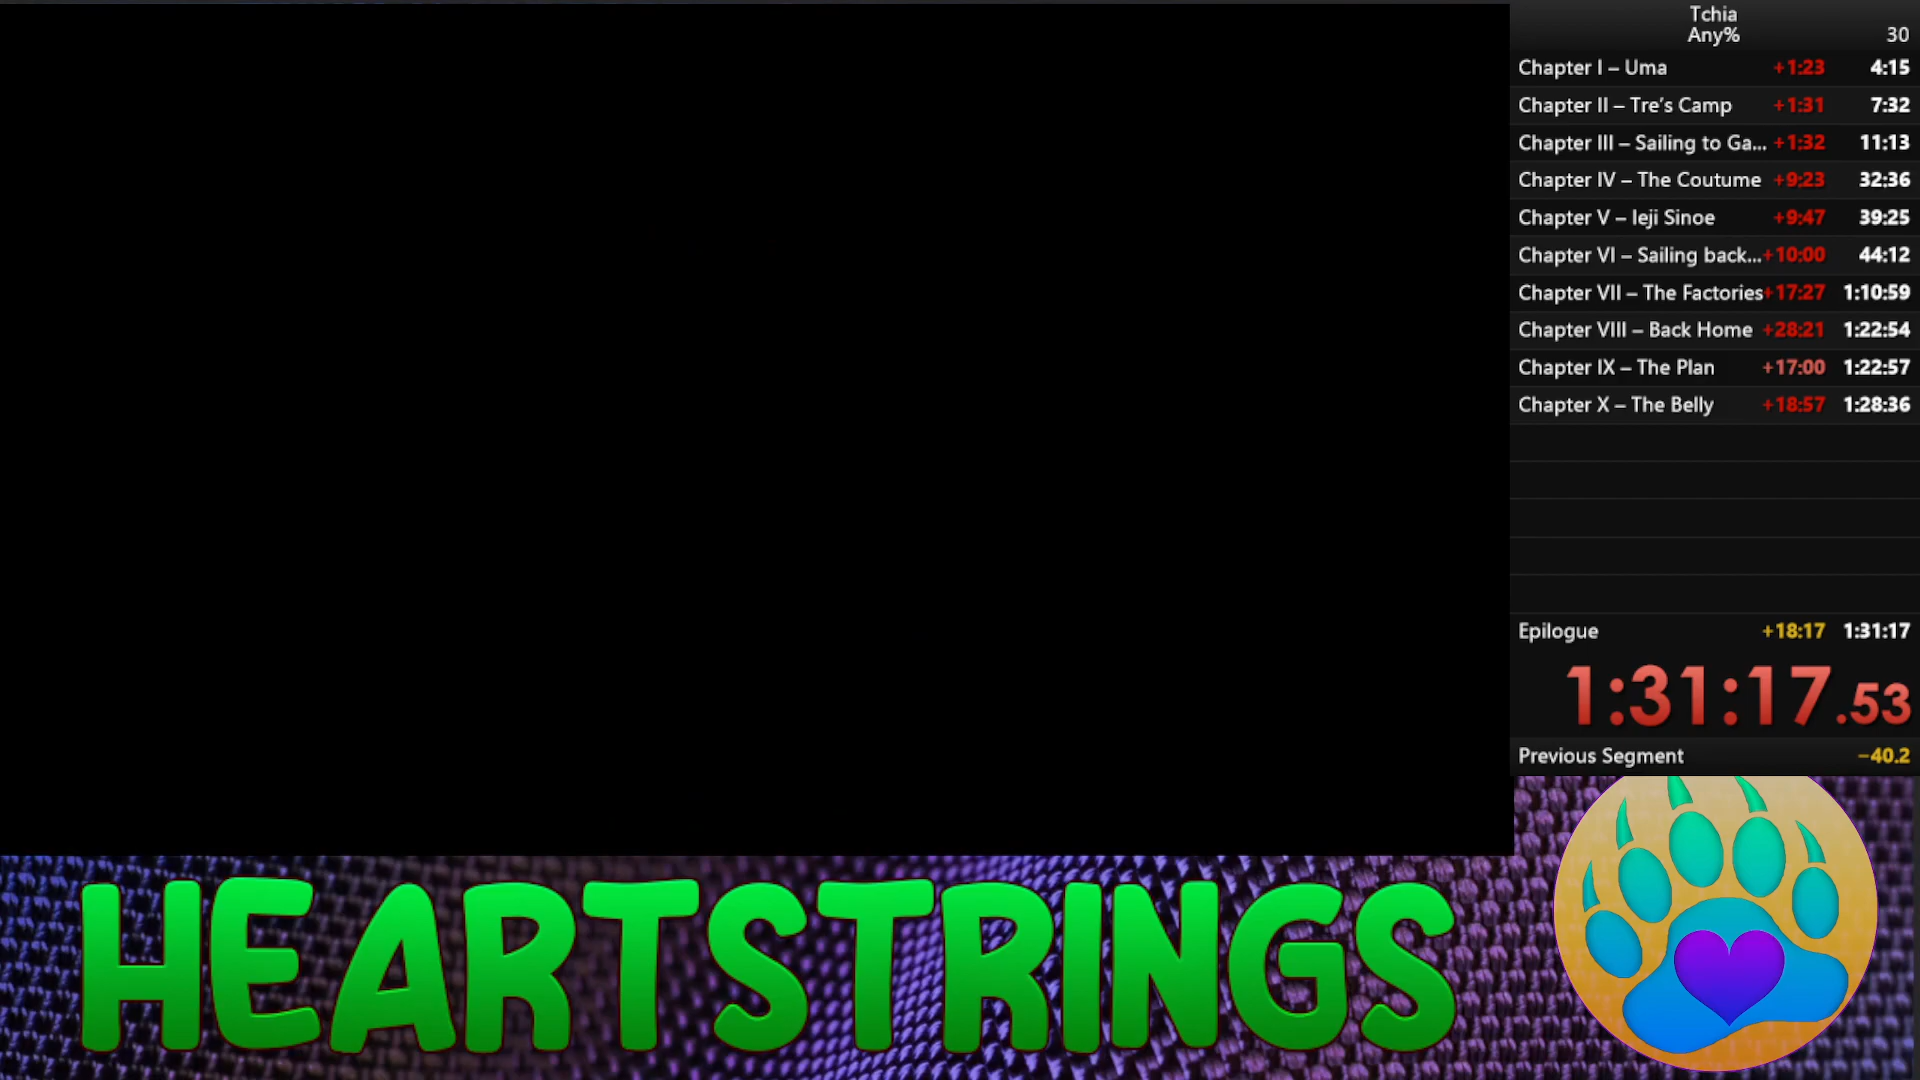 Tchia
Any%
30
Chapter I – Uma +1:23 4:15
Chapter II – Tre’s Camp +1:31 7:32
Chapter III – Sailing to Ga... +1:32 11:13
Chapter IV – The Coutume +9:23 32:36
Chapter V – Ieji Sinoe +9:47 39:25
Chapter VI – Sailing back... +10:00 44:12
Chapter VII – The Factories +17:27 1:10:59
Chapter VIII – Back Home +28:21 1:22:54
Chapter IX – The Plan +17:00 1:22:57
Chapter X – The Belly +18:57 1:28:36
Epilogue +18:17 1:31:17
1:31:17.53
Previous Segment −40.2
HEARTSTRINGS